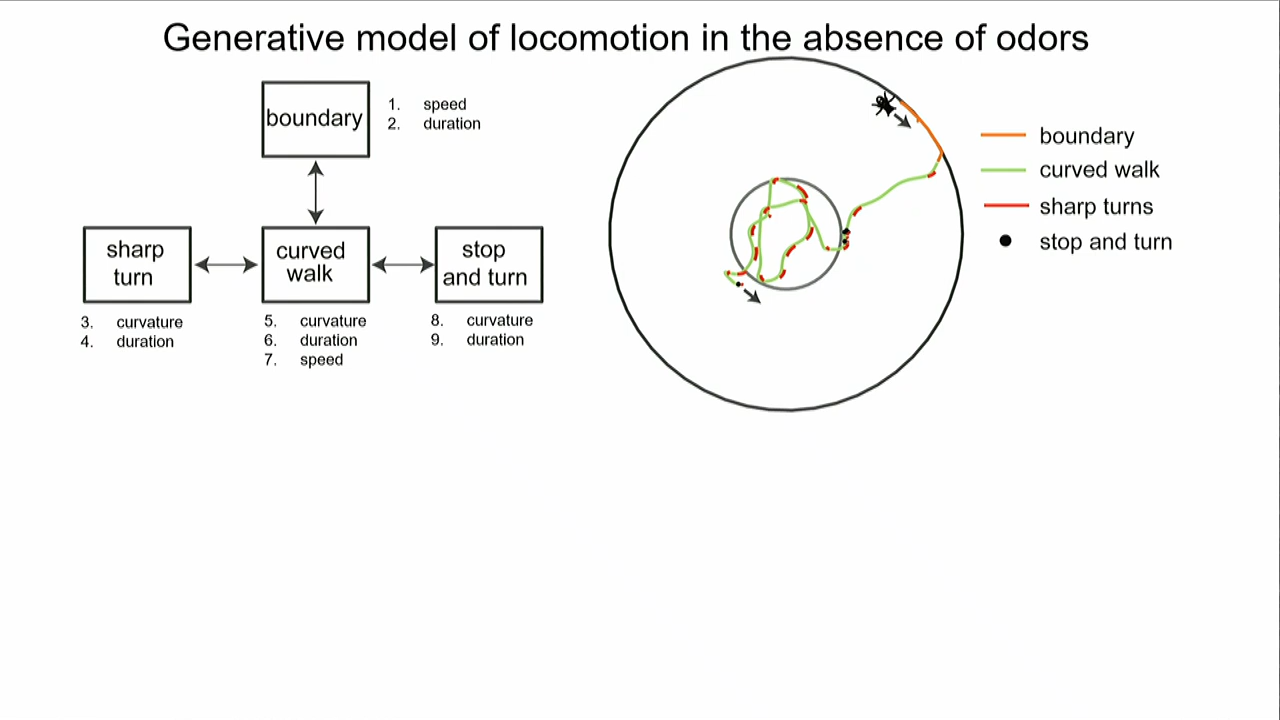 Generative model of locomotion in the absence of odors
boundary
1. speed
2. duration
sharp
turn
curved
walk
stop
and turn
3. curvature
4. duration
5. curvature
6. duration
7. speed
8. curvature
9. duration
boundary
curved walk
sharp turns
stop and turn